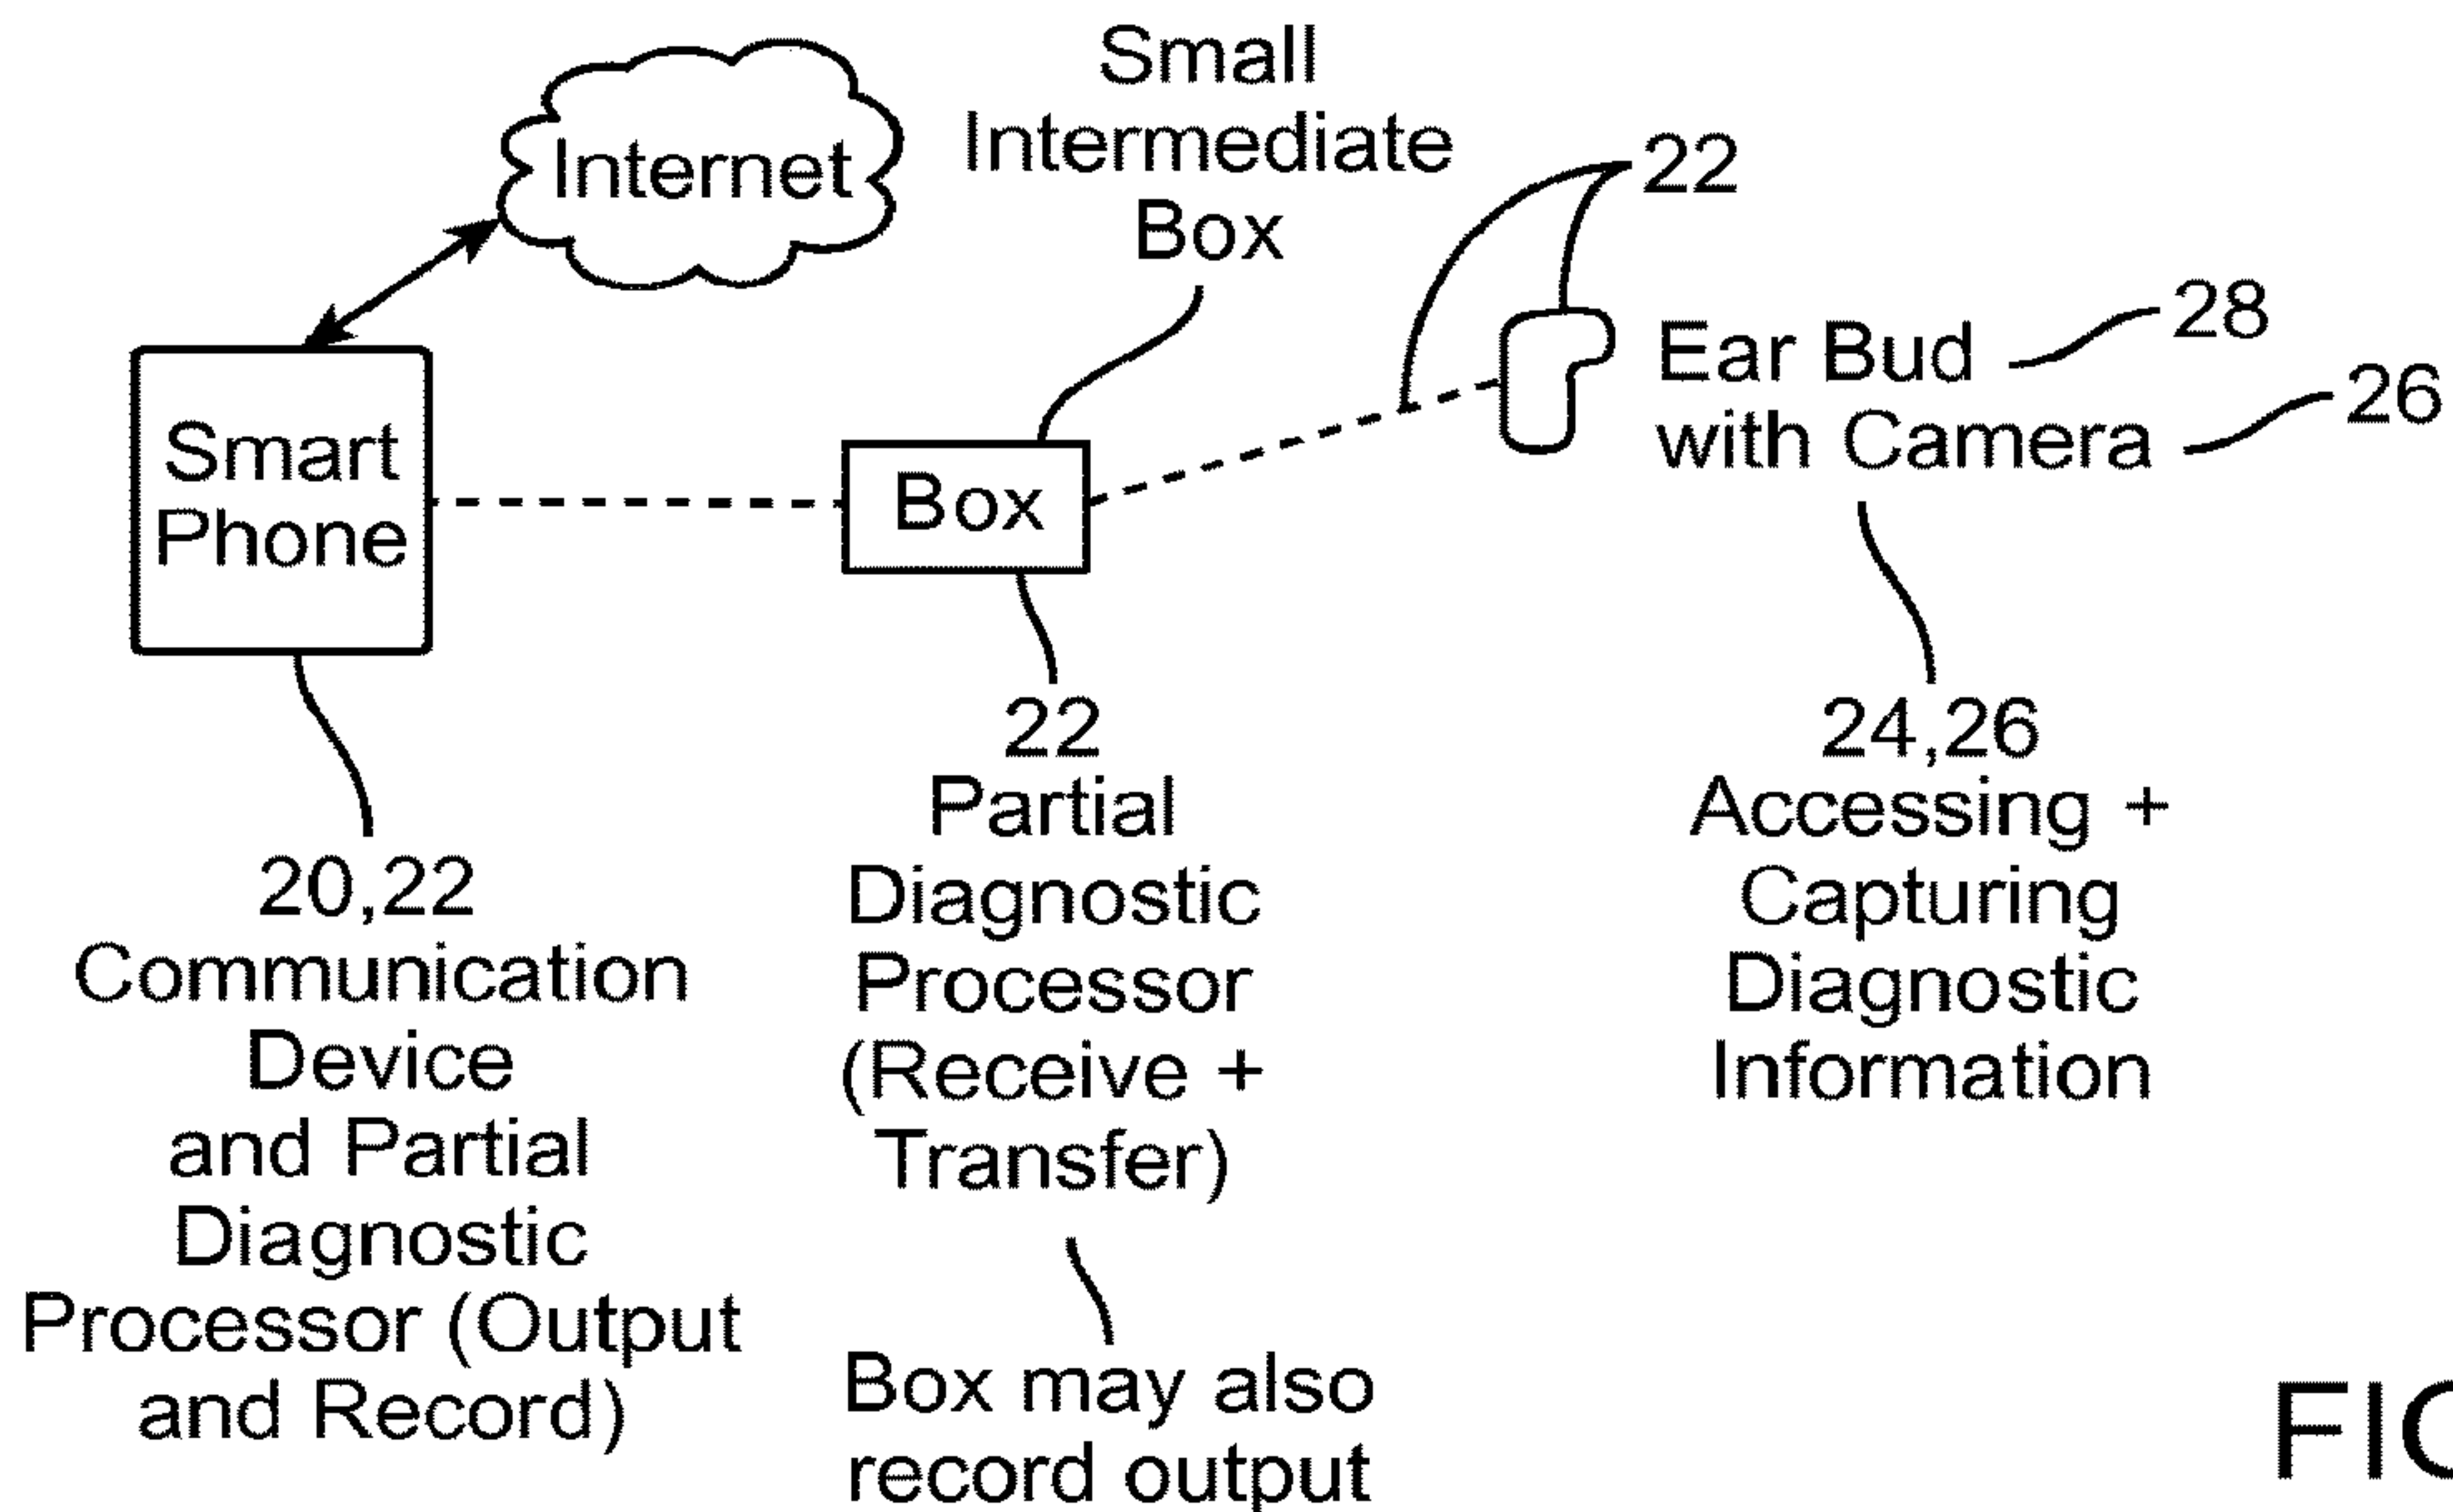 Internet
Small
Intermediate
Box
22
Ear Bud
with Camera
28
26
Smart
Phone
Box
20,22
Communication
Device
and Partial
Diagnostic
Processor (Output
and Record)
22
Partial
Diagnostic
Processor
(Receive +
Transfer)
Box may also
record output
24,26
Accessing +
Capturing
Diagnostic
Information